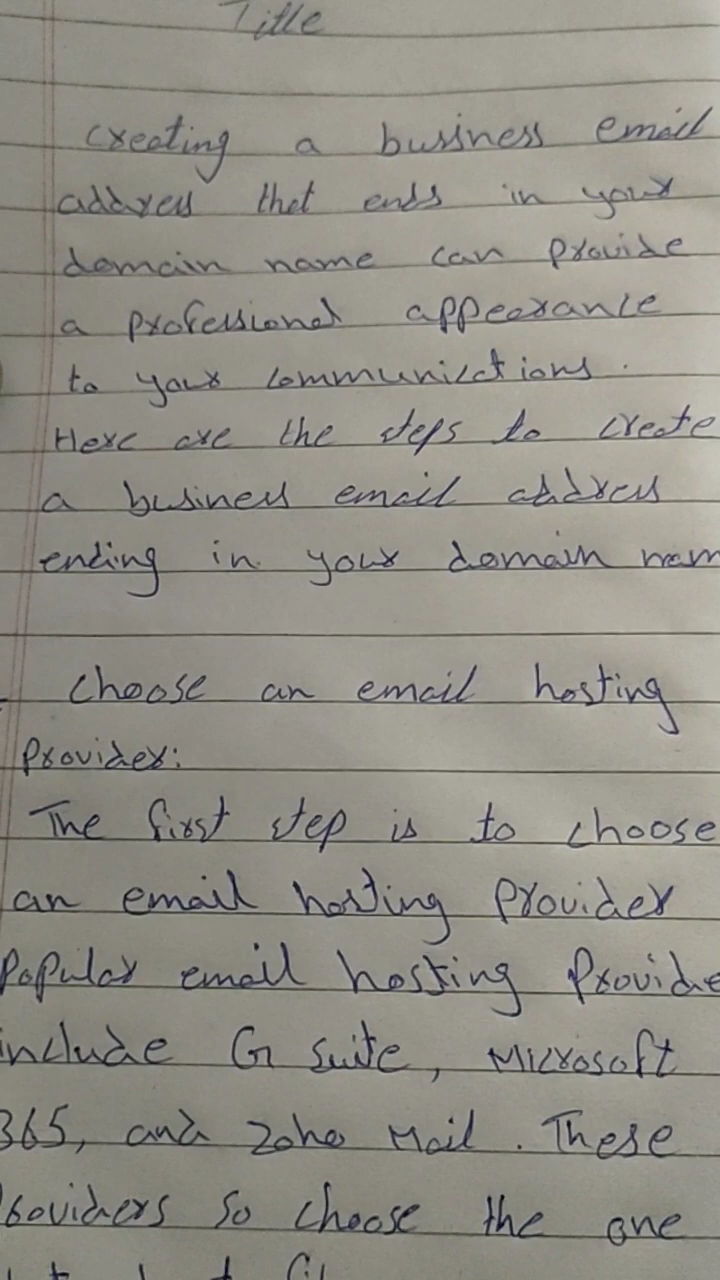 Title
Creating a business email
address that ends in your
domain name can provide
a professional appearance
to your communications.
Here are the steps to create
a business email address
ending in your domain nam
Choose an email hosting
Provider:
The first step is to choose
an email hosting provider
Popular email hosting Provide
include G suite, Microsoft
365, and Zoho Mail. These
so choose the one